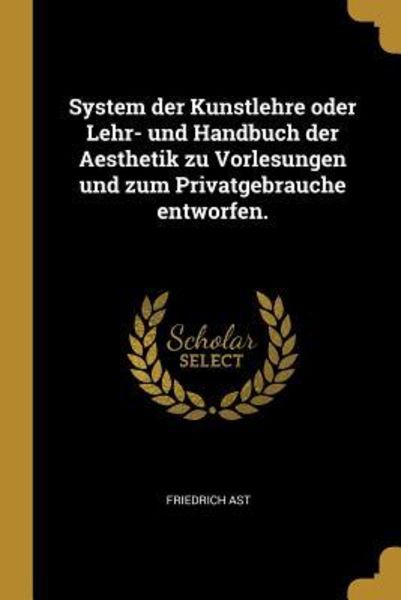 System der Kunstlehre oder
Lehr- und Handbuch der
Aesthetik zu Vorlesungen
und zum Privatgebrauche
entworfen.
Scholar
SELECT
FRIEDRICH AST